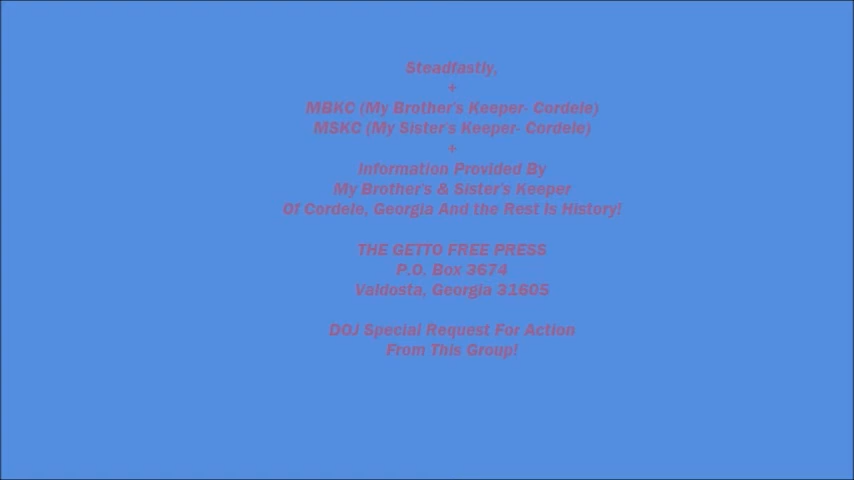 Steadfastly,
+
MBKC (My Brother's Keeper- Cordele)
MSKC (My Sister's Keeper- Cordele)
+
Information Provided By
My Brother's & Sister's Keeper
Of Cordele, Georgia And the Rest Is History!
THE GETTO FREE PRESS
P.O. Box 3674
Valdosta, Georgia 31605
DOJ Special Request For Action
From This Group!